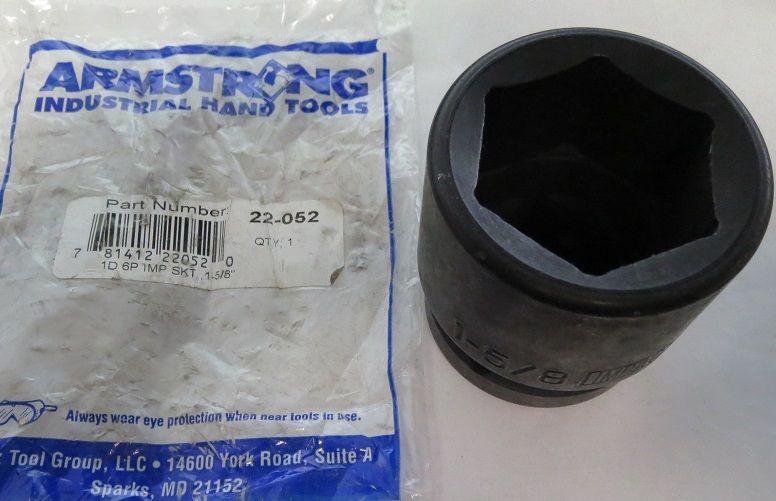 ARMSTRONG®
INDUSTRIAL HAND TOOLS
Part Number: 22-052
QTY: 1
7 81412 22052 0
1D 6P IMP SKT , 1-5/8"
Always wear eye protection when near tools in use.
Tool Group, LLC • 14600 York Road, Suite A
Sparks, MD 21152
1-5/8